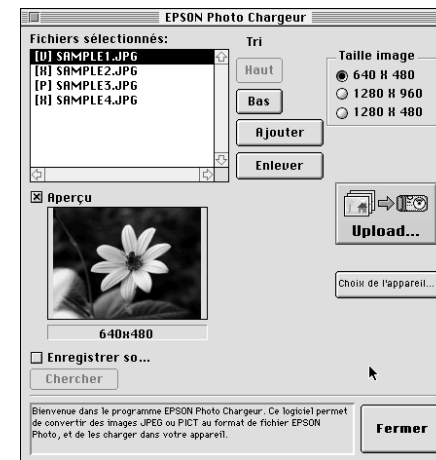 EPSON Photo Chargeur
Fichiers sélectionnés:
[V] SAMPLE1.JPG
[H] SAMPLE2.JPG
[P] SAMPLE3.JPG
[H] SAMPLE4.JPG
Tri
Haut
Bas
Ajouter
Enlever
Taille image
640 X 480
1280 X 960
1280 X 480
Aperçu
640x480
Upload...
Choix de l'appareil...
Enregistrer so...
Chercher
Bienvenue dans le programme EPSON Photo Chargeur. Ce logiciel permet
de convertir des images JPEG ou PICT au format de fichier EPSON
Photo, et de les charger dans votre appareil.
Fermer